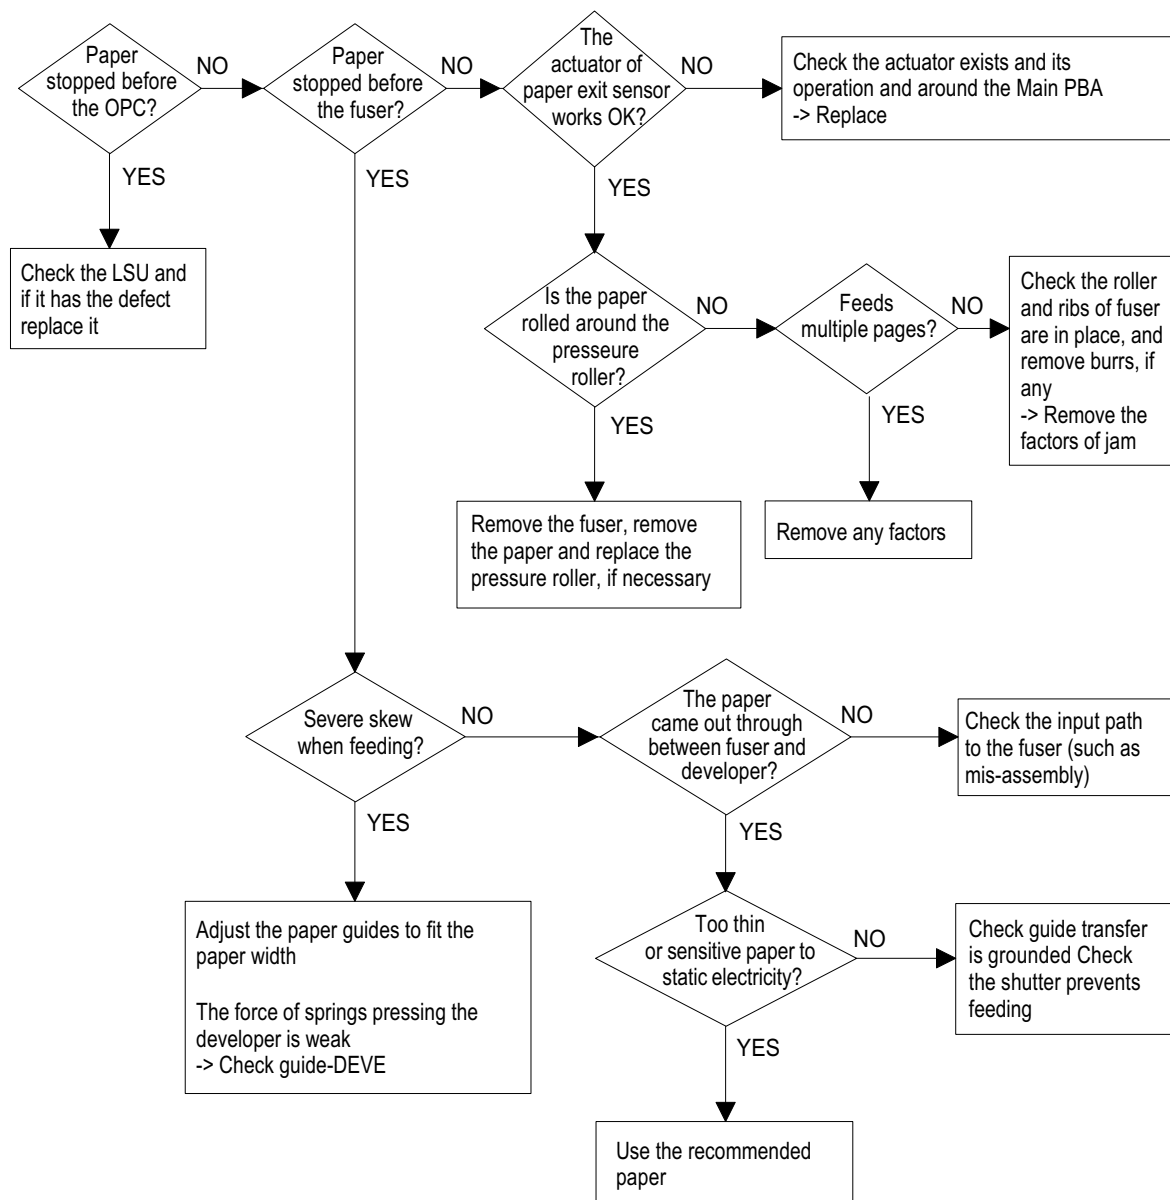 Paper
stopped before
the OPC?
NO
YES
Check the LSU and
if it has the defect
replace it
Paper
stopped before
the fuser?
NO
YES
The
actuator of
paper exit sensor
works OK?
NO
YES
Check the actuator exists and its
operation and around the Main PBA
-> Replace
Is the paper
rolled around the
presseure
roller?
NO
YES
Feeds
multiple pages?
NO
YES
Check the roller
and ribs of fuser
are in place, and
remove burrs, if
any
-> Remove the
factors of jam
Remove the fuser, remove
the paper and replace the
pressure roller, if necessary
Remove any factors
Severe skew
when feeding?
NO
YES
The paper
came out through
between fuser and
developer?
NO
YES
Check the input path
to the fuser (such as
mis-assembly)
Adjust the paper guides to fit the
paper width
The force of springs pressing the
developer is weak
-> Check guide-DEVE
Too thin
or sensitive paper to
static electricity?
NO
YES
Check guide transfer
is grounded Check
the shutter prevents
feeding
Use the recommended
paper